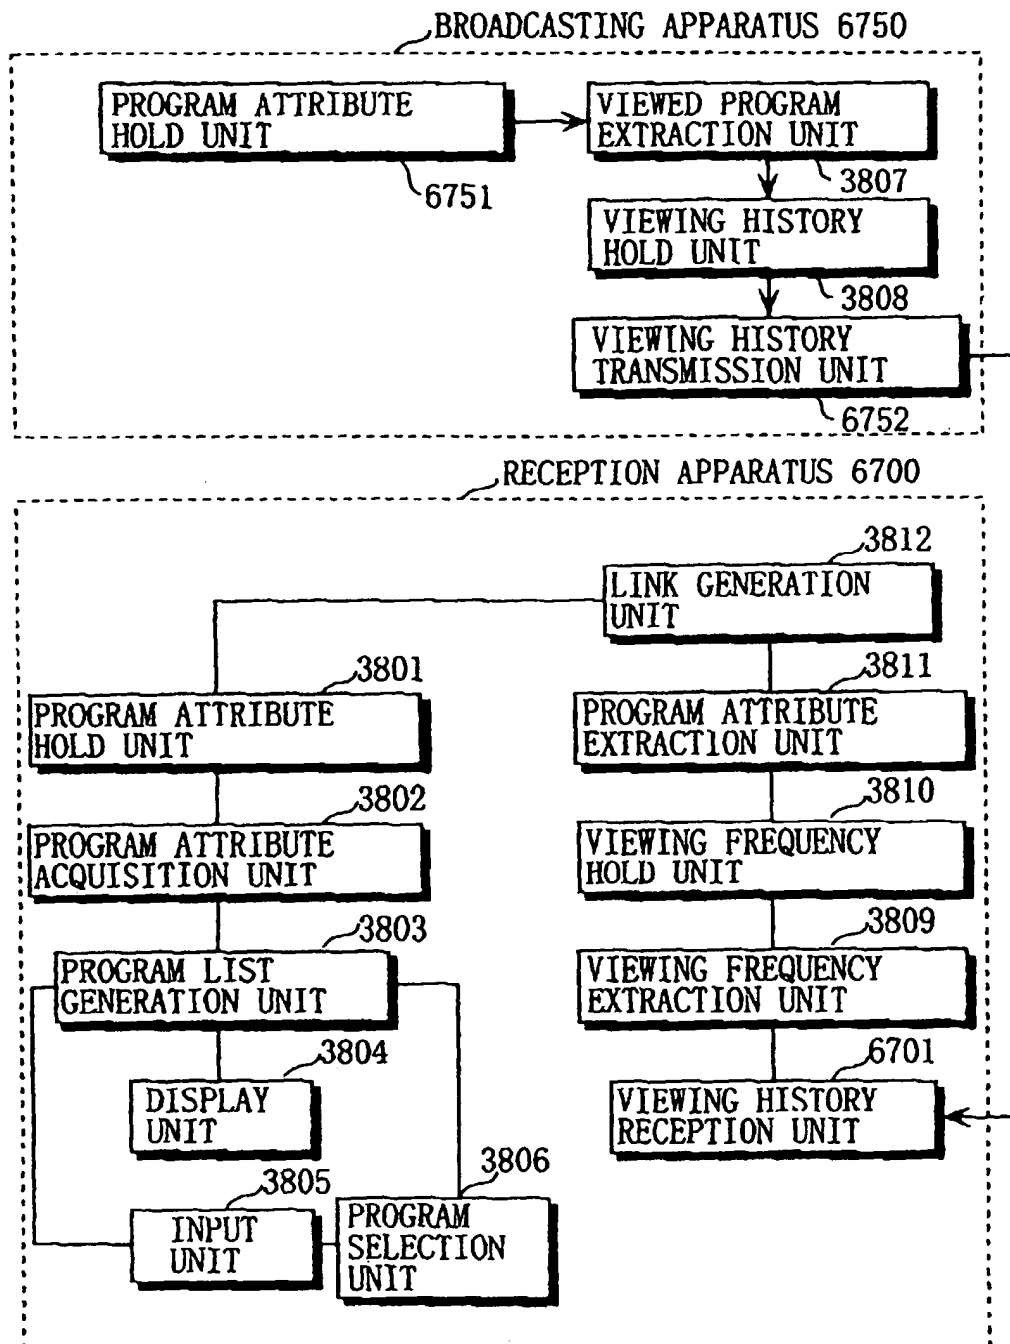 BROADCASTING APPARATUS 6750
PROGRAM ATTRIBUTE
HOLD UNIT
6751
VIEWED PROGRAM
EXTRACTION UNIT
3807
VIEWING HISTORY
HOLD UNIT
3808
VIEWING HISTORY
TRANSMISSION UNIT
6752
RECEPTION APPARATUS 6700
3812
LINK GENERATION
UNIT
3801
PROGRAM ATTRIBUTE
HOLD UNIT
3811
PROGRAM ATTRIBUTE
EXTRACTION UNIT
3802
PROGRAM ATTRIBUTE
ACQUISITION UNIT
3810
VIEWING FREQUENCY
HOLD UNIT
3803
PROGRAM LIST
GENERATION UNIT
3809
VIEWING FREQUENCY
EXTRACTION UNIT
3804
DISPLAY
UNIT
6701
VIEWING HISTORY
RECEPTION UNIT
3805
INPUT
UNIT
3806
PROGRAM
SELECTION
UNIT